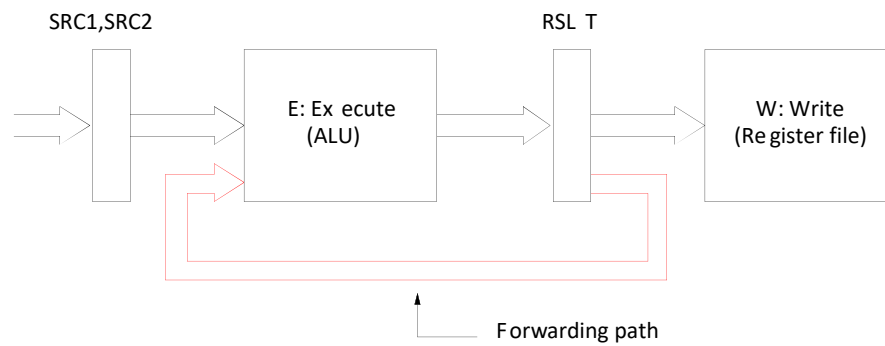 SRC1,SRC2
RSL T
E: Ex ecute
(ALU)
W: Write
(Re gister file)
Forwarding path